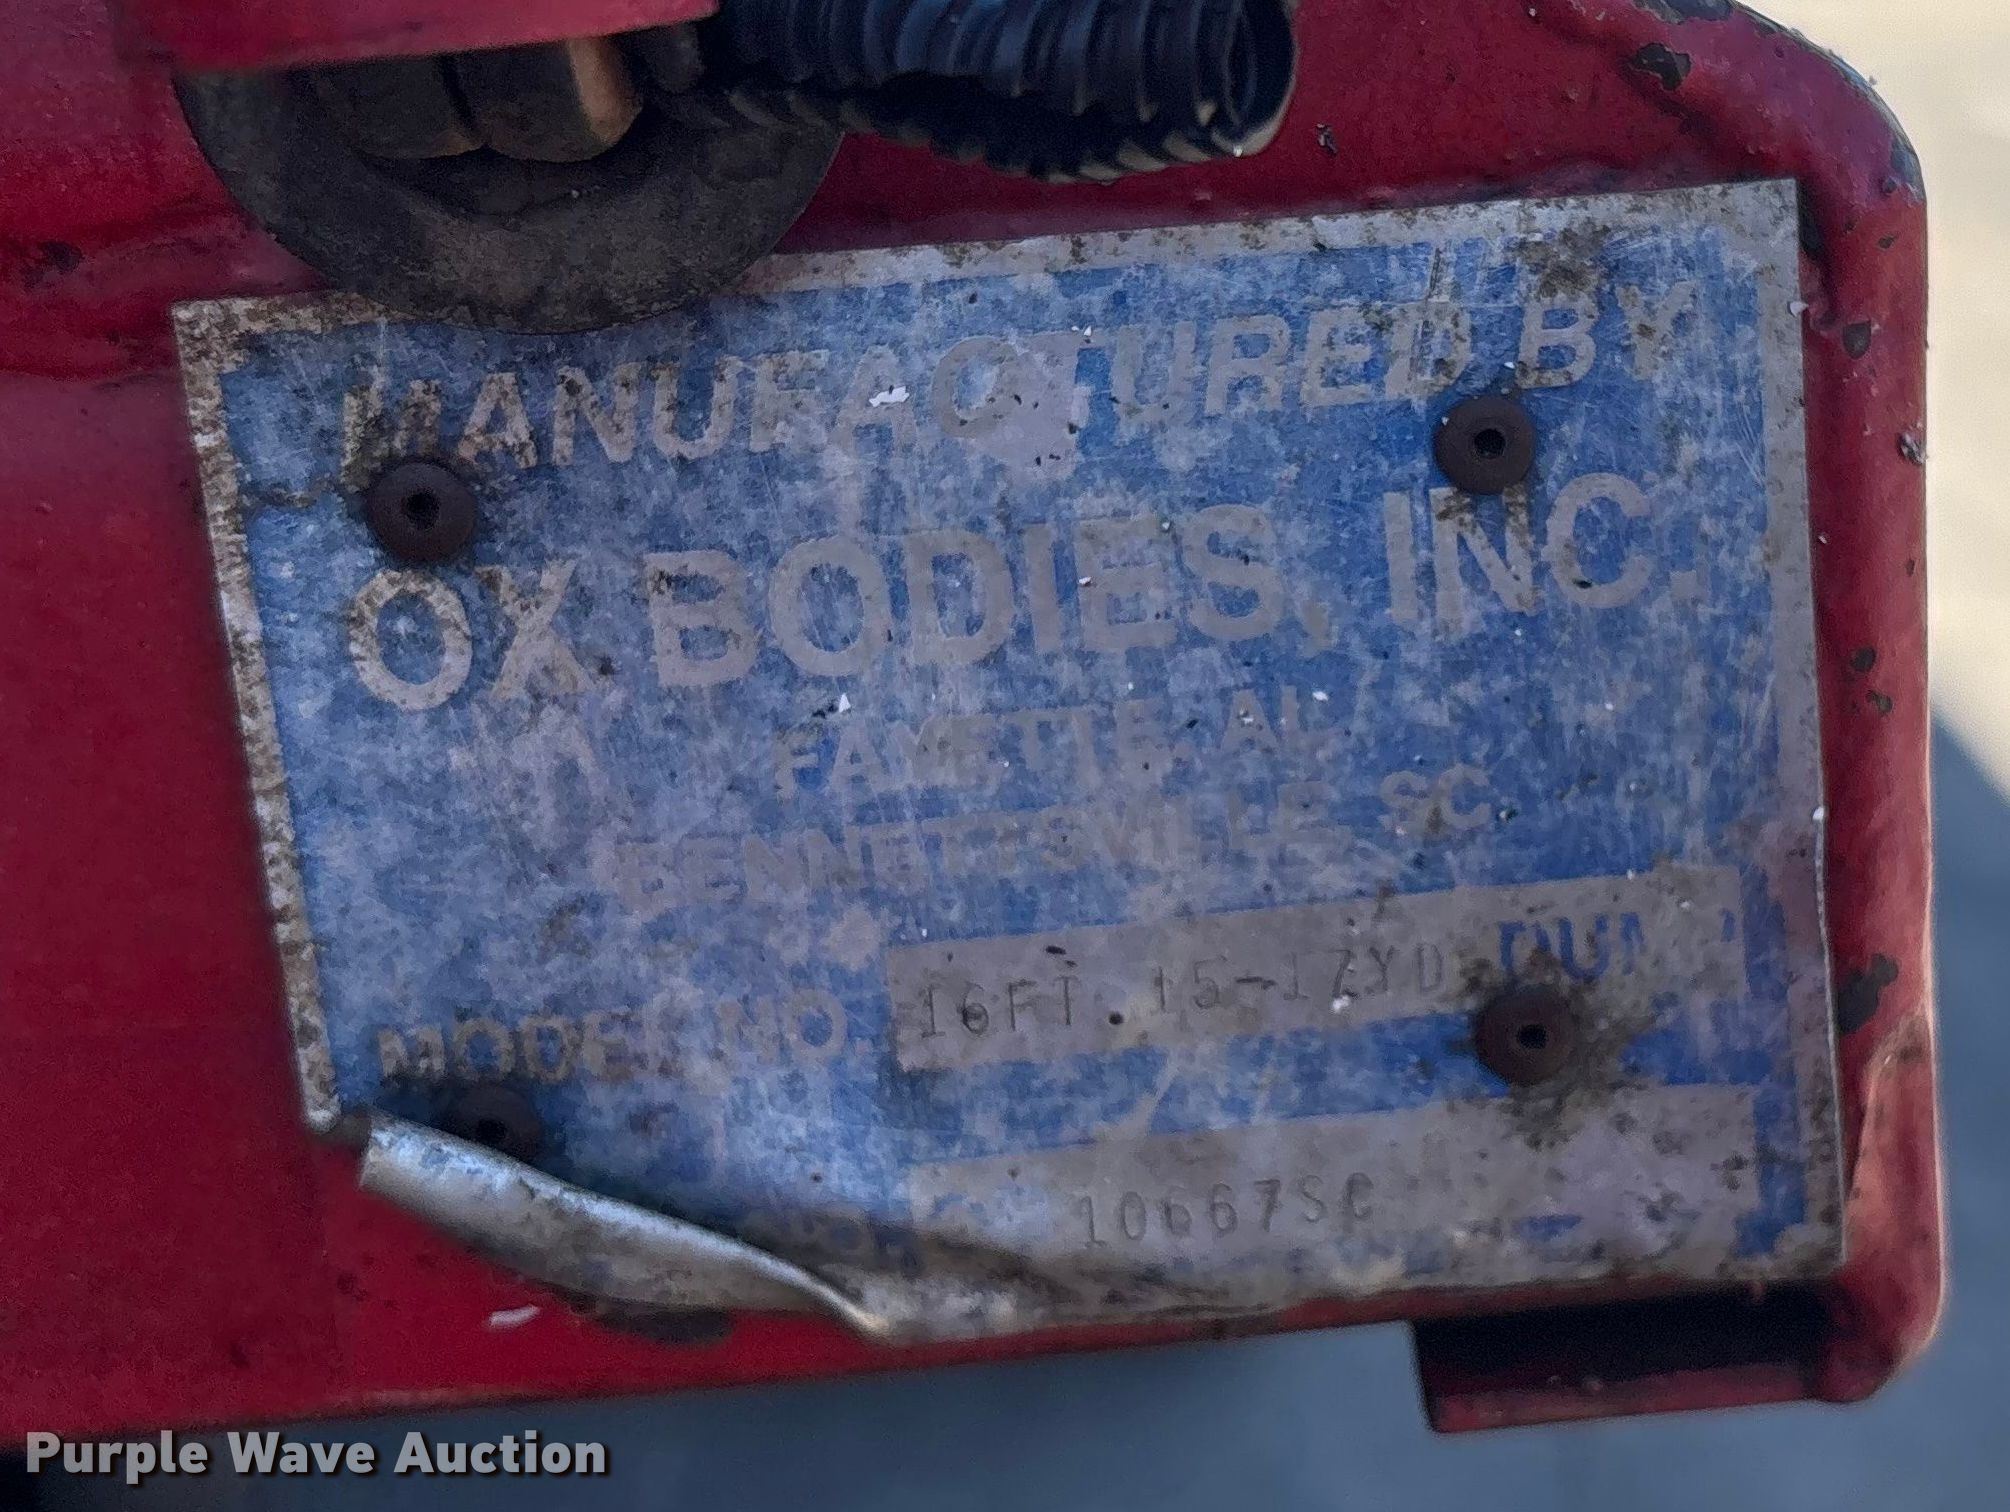 MANUFACTURED BY
OX BODIES, INC.
FAYETTE, AL
BENNETTSVILLE, SC
MODEL NO. 16FT. 15-17YD
10667SC
Purple Wave Auction